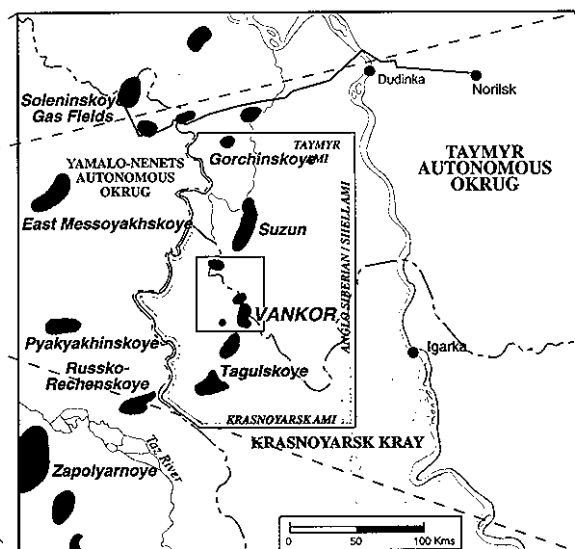 Dudinka
Norilsk
Soleninskoye
Gas Fields
TAYMYR
AMI
Gorchinskoye
YAMALO-NENETS
AUTONOMOUS
OKRUG
TAYMYR
AUTONOMOUS
OKRUG
East Messoyakhskoye
Suzun
ANGLO SIBERIAN / SHELL AMI
VANKOR
Pyakyakhinskoye
Igarka
Russko-
Rechenskoye
Tagulskoye
KRASNOYARSK AMI
KRASNOYARSK KRAY
Taz River
Zapolyarnoye
0 50 100 Kms